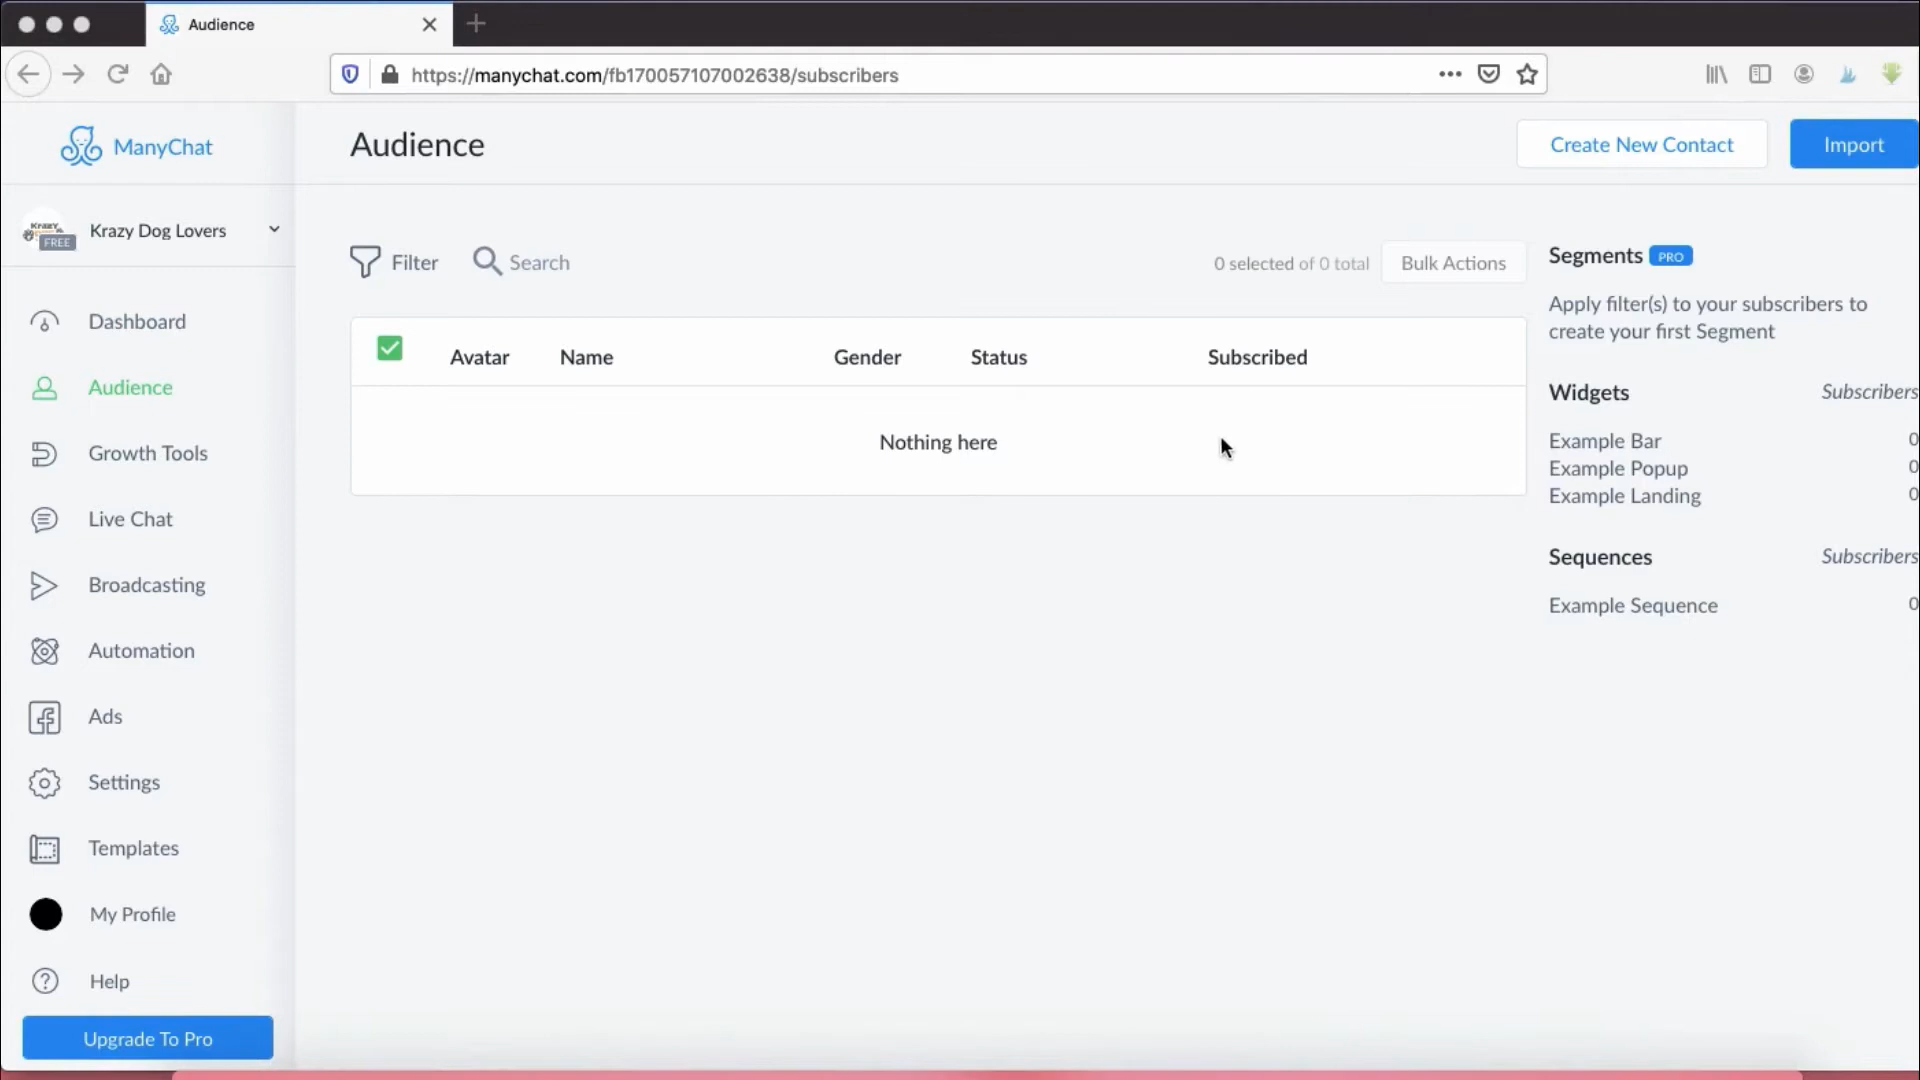 Audience
https://manychat.com/fb170057107002638/subscribers
ManyChat
Audience
Create New Contact
Import
Krazy
FREE
Krazy Dog Lovers
Filter
Search
0 selected of 0 total
Bulk Actions
Segments PRO
Apply filter(s) to your subscribers to
create your first Segment
Dashboard
Audience
Growth Tools
Live Chat
Broadcasting
Automation
Ads
Settings
Templates
My Profile
? Help
Upgrade To Pro
Avatar Name Gender Status Subscribed
Nothing here
Widgets Subscribers
Example Bar 0
Example Popup 0
Example Landing 0
Sequences Subscribers
Example Sequence 0